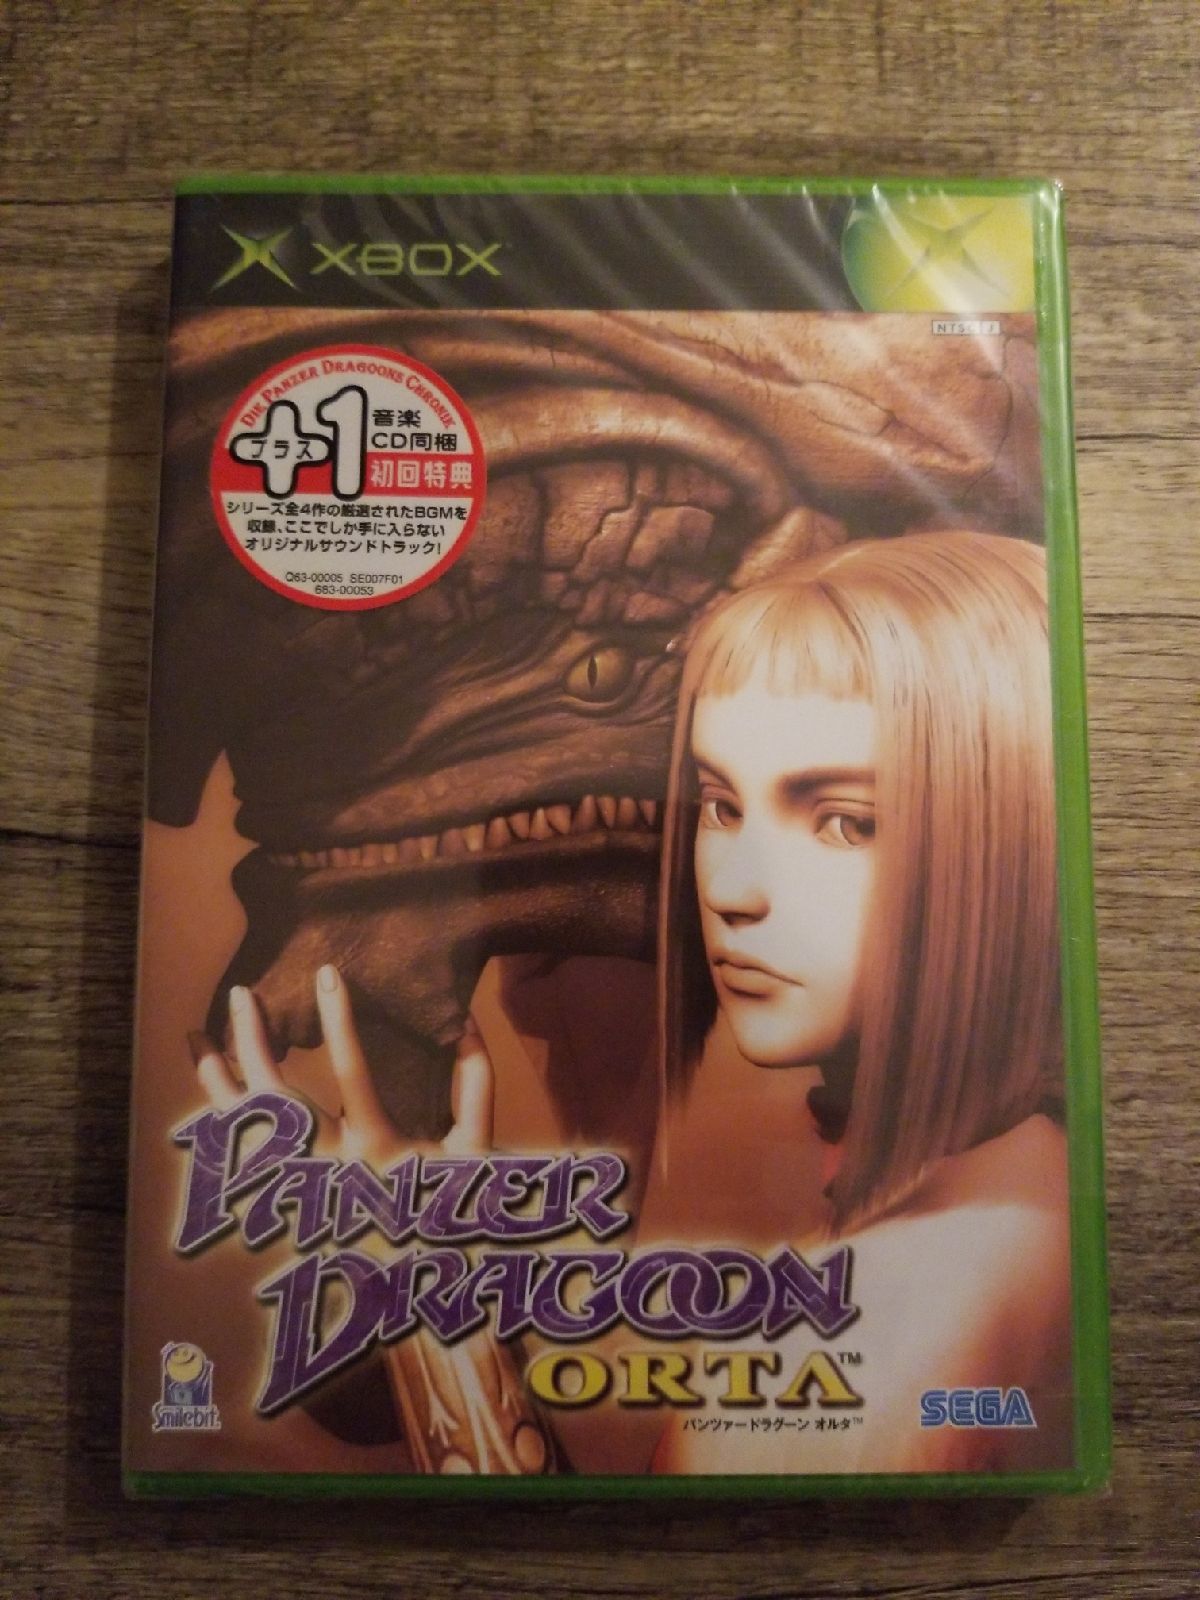 XBOX
NTSC J
DIE PANZER DRAGOONS CHRONIK
+1
プラス
音楽
CD同梱
初回特典
シリーズ全4作の厳選されたBGMを
収録、ここでしか手に入らない
オリジナルサウンドトラック!
Q63-00005 SE007F01
663-00053
PANZER
DRAGOON
ORTA™
パンツァードラグーン オルタ™
Smilebit.
SEGA